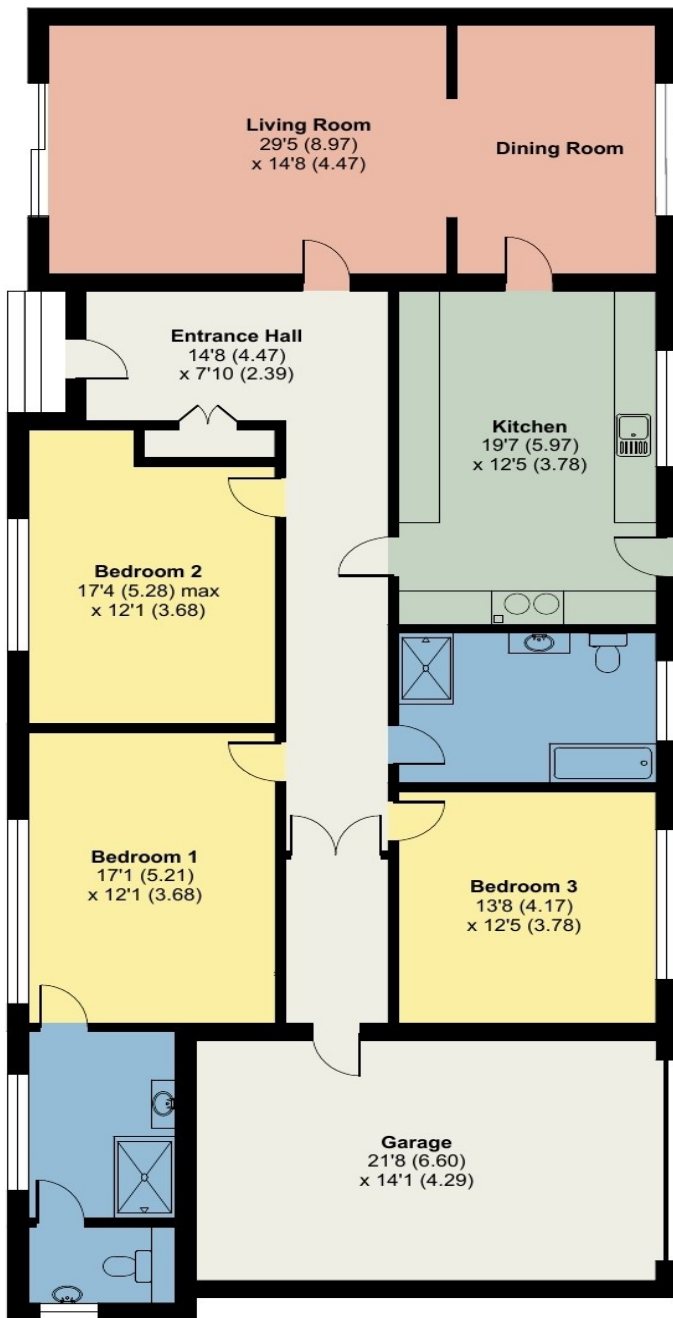 Living Room
29'5 (8.97)
x 14'8 (4.47)
Dining Room
Entrance Hall
14'8 (4.47)
x 7'10 (2.39)
Kitchen
19'7 (5.97)
x 12'5 (3.78)
Bedroom 2
17'4 (5.28) max
x 12'1 (3.68)
Bedroom 1
17'1 (5.21)
x 12'1 (3.68)
Bedroom 3
13'8 (4.17)
x 12'5 (3.78)
Garage
21'8 (6.60)
x 14'1 (4.29)